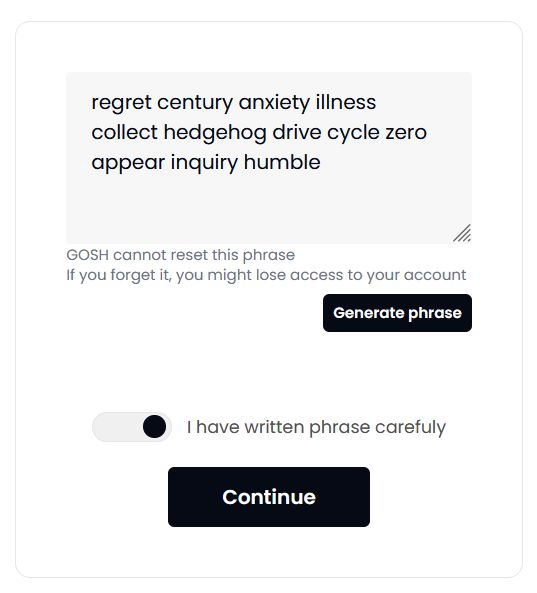 regret century anxiety illness
collect hedgehog drive cycle zero
appear inquiry humble
GOSH cannot reset this phrase
If you forget it, you might lose access to your account
Generate phrase
I have written phrase carefuly
Continue